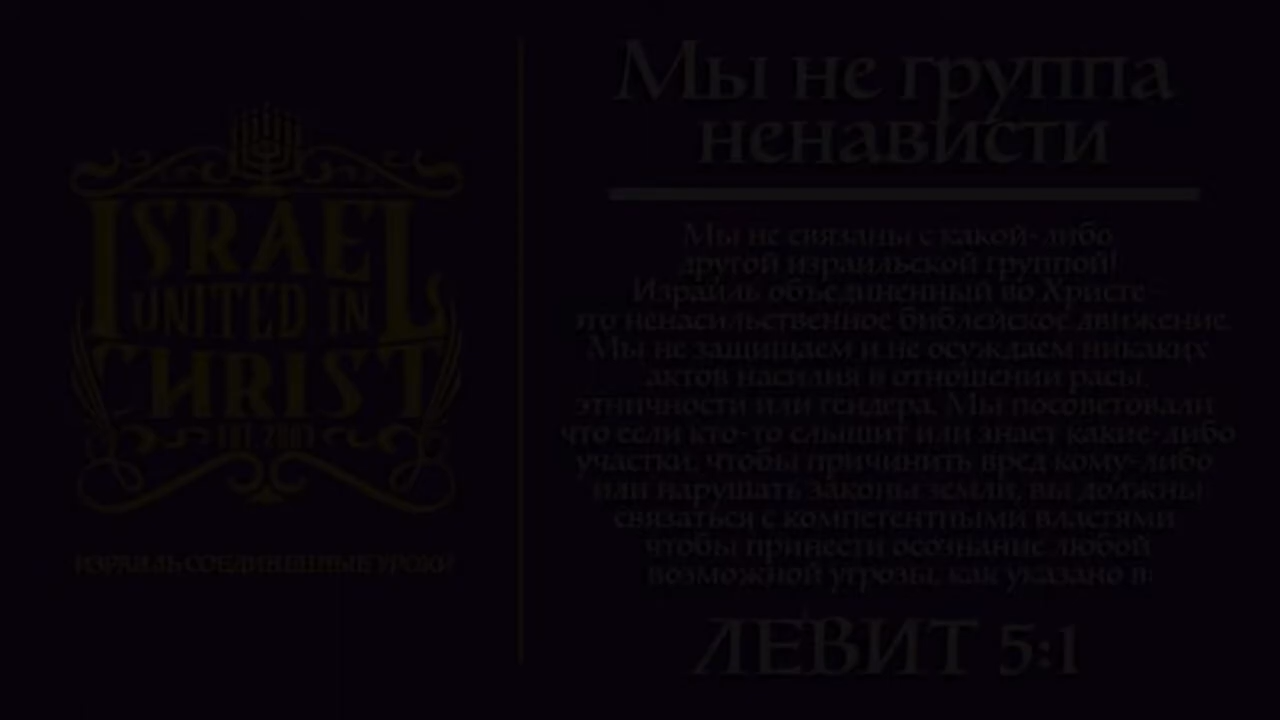 ISRAEL
UNITED IN
CHRIST
EST. 2003
Мы не группа
ненависти
Мы не связаны с какой-либо
другой израильской группой!
Израиль объединенный во Христе –
это ненасильственное библейское движение.
Мы не защищаем и не осуждаем никаких
актов насилия в отношении расы,
этничности или гендера. Мы посоветовали
что если кто-то слышит или знает какие-либо
участки, чтобы причинить вред кому-либо
или нарушать законы земли, вы должны
связаться с компетентными властями
чтобы принести осознание любой
возможной угрозы, как указано в:
ЛЕВИТ 5:1